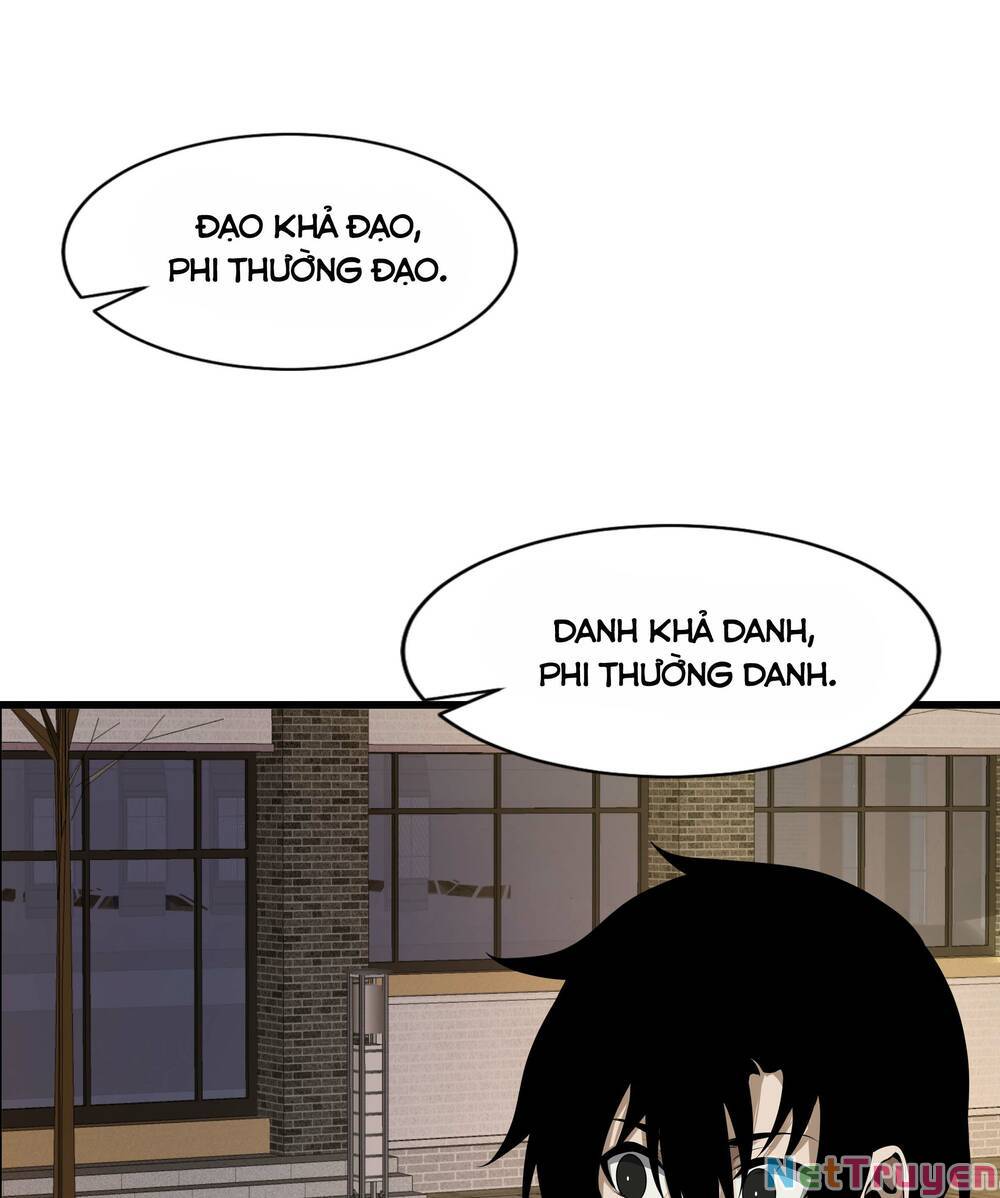 ĐẠO KHẢ ĐẠO,
PHI THƯỜNG ĐẠO.
DANH KHẢ DANH,
PHI THƯỜNG DANH.
NetTruyen